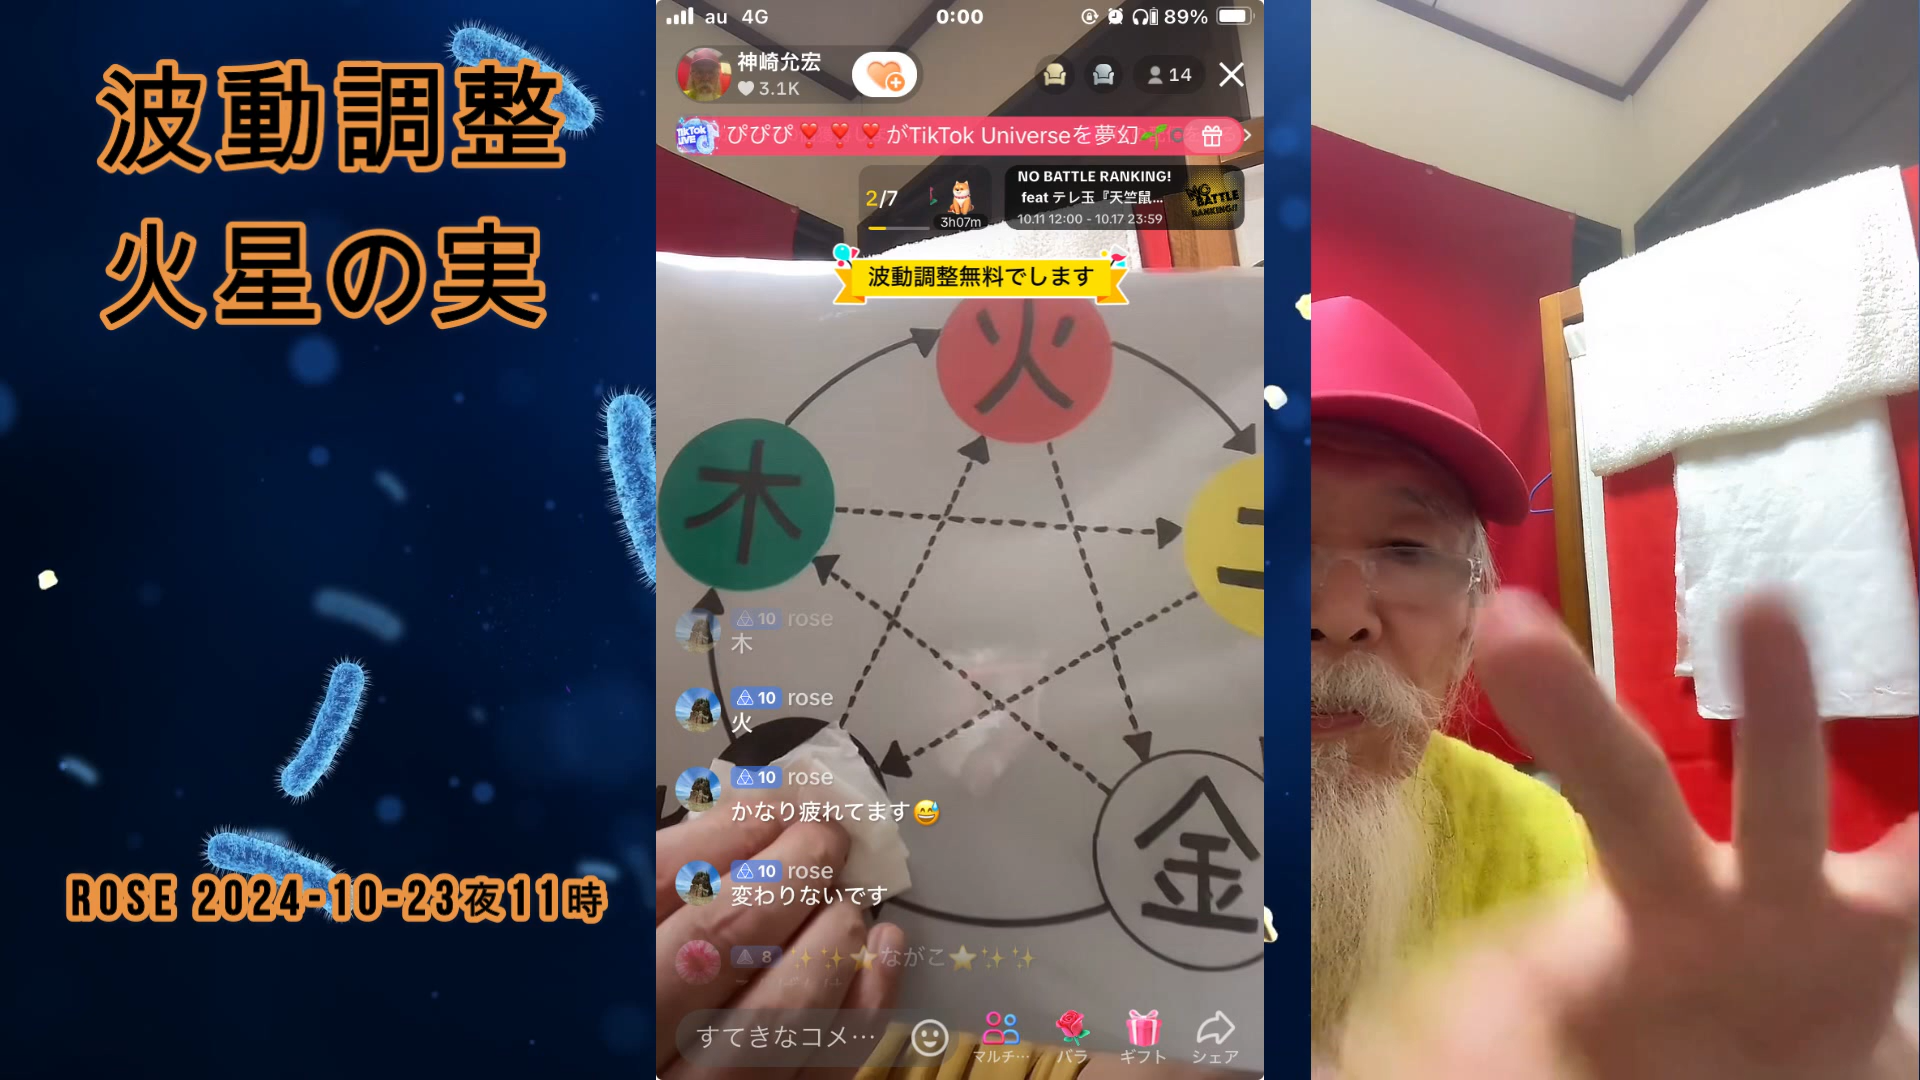 波動調整
火星の実
ROSE 2024-10-23夜11時
au 4G
0:00
89%
神崎允宏
3.1K
14
TikTok LIVE
ぴぴぴ❣❣❣がTikTok Universeを夢幻
2/7
3h07m
NO BATTLE RANKING!
feat テレ玉『天竺鼠...
10.11 12:00 - 10.17 23:59
NO BATTLE RANKING!!
波動調整無料でします
火
木
金
10 rose
木
10 rose
火
10 rose
かなり疲れてます😅
10 rose
変わりないです
8 ✨✨⭐ながこ⭐✨✨
すてきなコメ…
マルチ…
バラ
ギフト
シェア